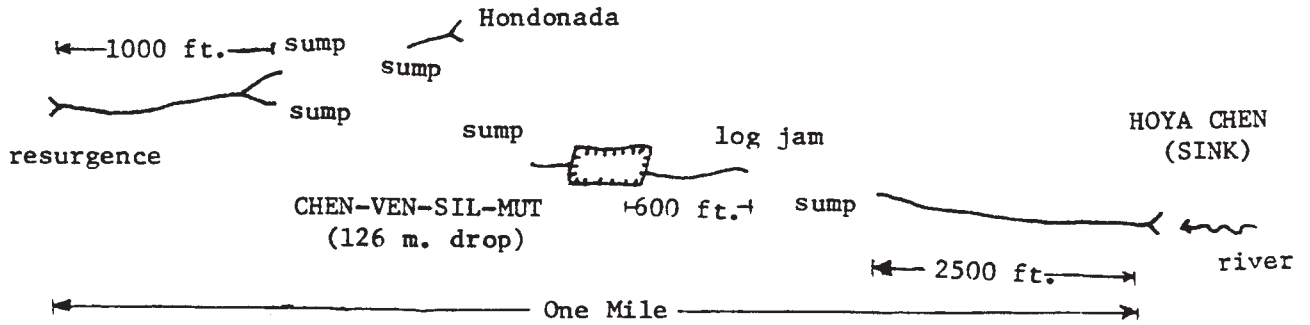 Hondonada
1000 ft.
sump
sump
sump
resurgence
sump
log jam
HOYA CHEN
(SINK)
CHEN-VEN-SIL-MUT
(126 m. drop)
600 ft.
sump
2500 ft.
river
One Mile